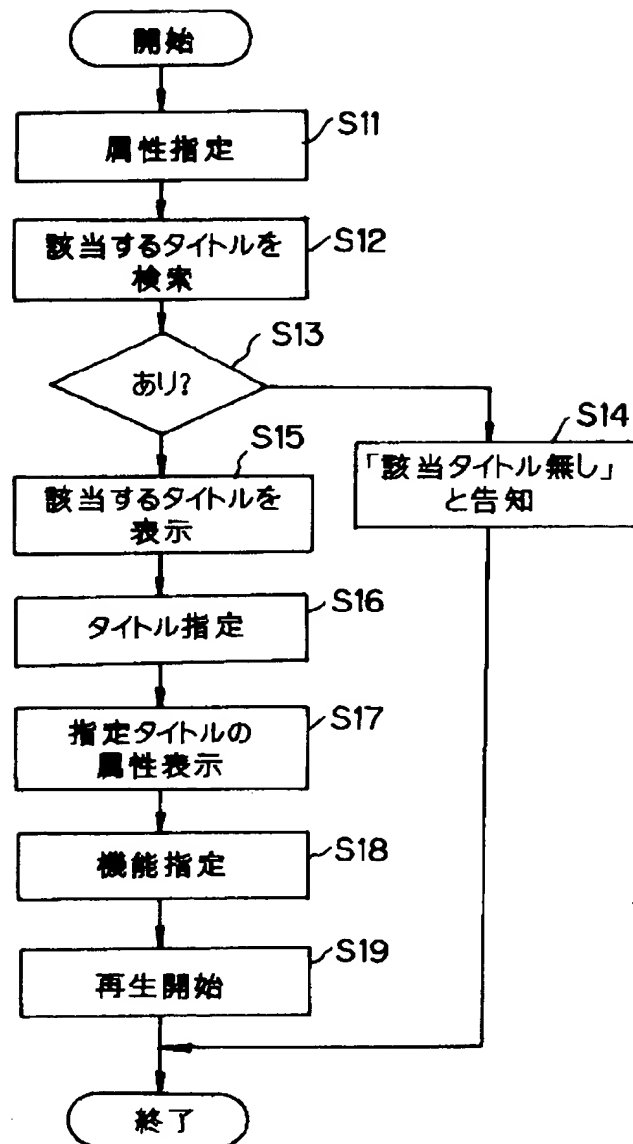 開始
S11
属性指定
S12
該当するタイトルを
検索
S13
あり?
S14
「該当タイトル無し」
と告知
S15
該当するタイトルを
表示
S16
タイトル指定
S17
指定タイトルの
属性表示
S18
機能指定
S19
再生開始
終了